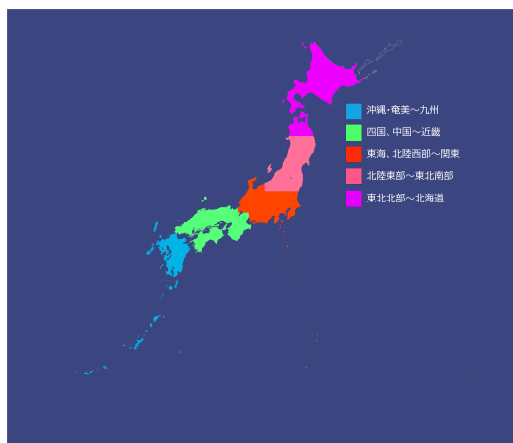 沖縄・奄美～九州
四国、中国～近畿
東海、北陸西部～関東
北陸東部～東北南部
東北北部～北海道